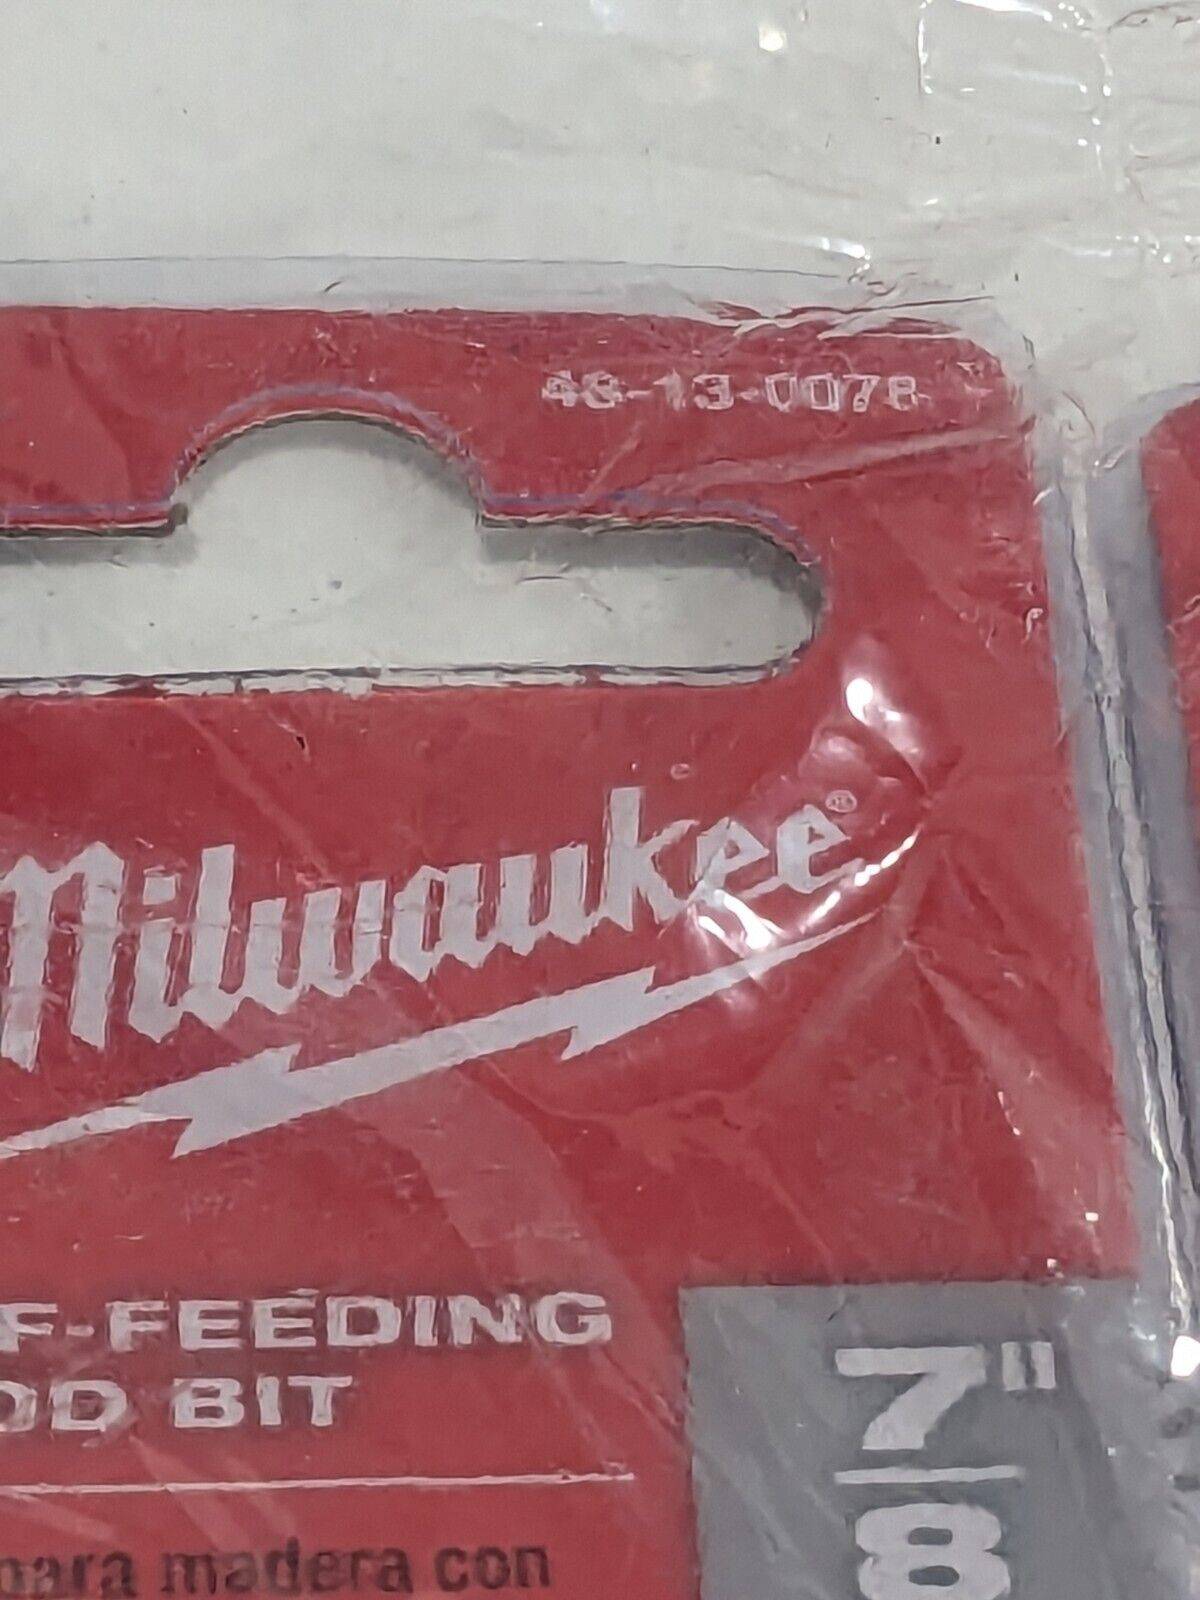 48-13-0078
Milwaukee®
F-FEEDING
OD BIT
7"
8
para madera con